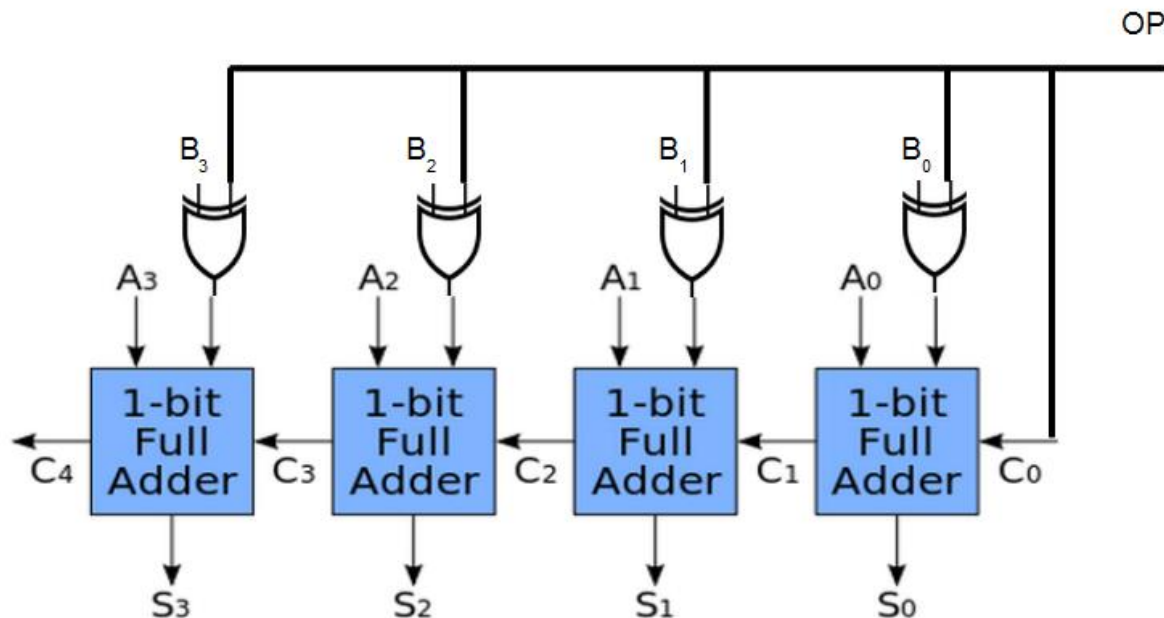 OP
B3 B2 B1 B0
A3 A2 A1 A0
1-bit 1-bit 1-bit 1-bit
Full Full Full Full
Adder Adder Adder Adder
C4 C3 C2 C1 C0
S3 S2 S1 S0